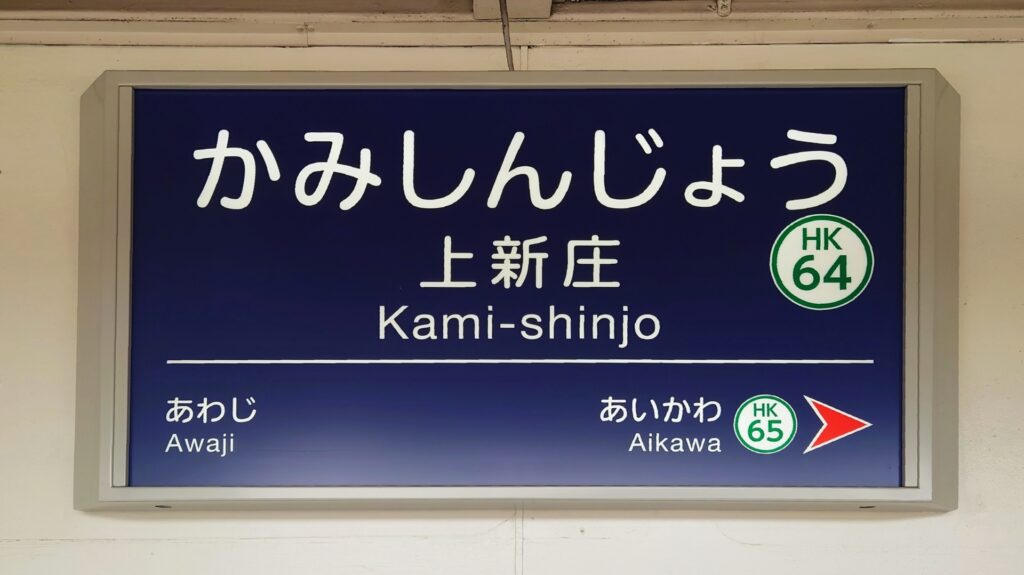 かみしんじょう
上新庄
HK
64
Kami-shinjo
あわじ
Awaji
あいかわ
Aikawa
HK
65